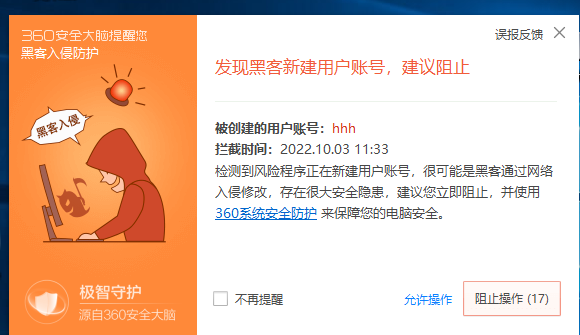 360安全大脑提醒您
黑客入侵防护
误报反馈
发现黑客新建用户账号，建议阻止
黑客入侵
被创建的用户账号：hhh
拦截时间：2022.10.03 11:33
检测到风险程序正在新建用户账号，很可能是黑客通过网络
入侵修改，存在很大安全隐患，建议您立即阻止，并使用
360系统安全防护 来保障您的电脑安全。
极智守护
源自360安全大脑
不再提醒
允许操作
阻止操作 (17)